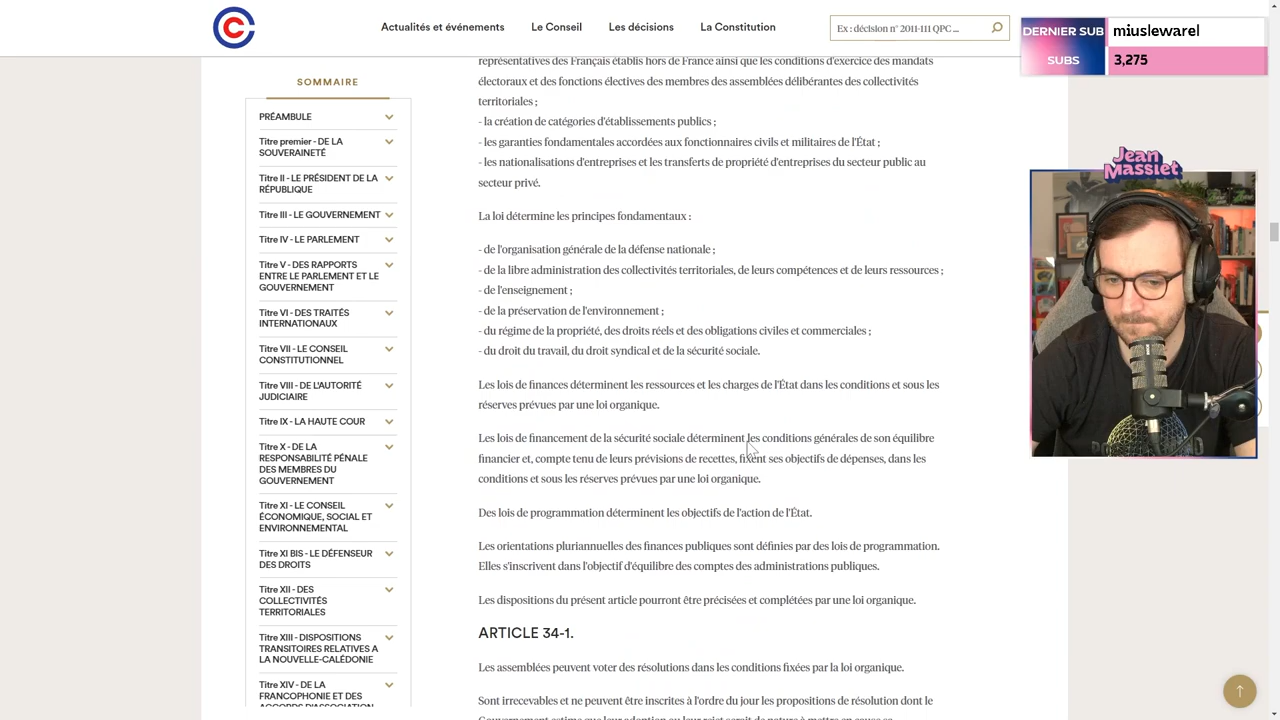 Actualités et événements
Le Conseil
Les décisions
La Constitution
Ex : décision n° 2011-111 QPC ...
DERNIER SUB
miuslewarel
SUBS
3,275
Jean
Massiet
SOMMAIRE
PRÉAMBULE
Titre premier - DE LA
SOUVERAINETÉ
Titre II - LE PRÉSIDENT DE LA
RÉPUBLIQUE
Titre III - LE GOUVERNEMENT
Titre IV - LE PARLEMENT
Titre V - DES RAPPORTS
ENTRE LE PARLEMENT ET LE
GOUVERNEMENT
Titre VI - DES TRAITÉS
INTERNATIONAUX
Titre VII - LE CONSEIL
CONSTITUTIONNEL
Titre VIII - DE L'AUTORITÉ
JUDICIAIRE
Titre IX - LA HAUTE COUR
Titre X - DE LA
RESPONSABILITÉ PÉNALE
DES MEMBRES DU
GOUVERNEMENT
Titre XI - LE CONSEIL
ÉCONOMIQUE, SOCIAL ET
ENVIRONNEMENTAL
Titre XI BIS - LE DÉFENSEUR
DES DROITS
Titre XII - DES
COLLECTIVITÉS
TERRITORIALES
Titre XIII - DISPOSITIONS
TRANSITOIRES RELATIVES A
LA NOUVELLE-CALÉDONIE
Titre XIV - DE LA
FRANCOPHONIE ET DES
ACCORDS D'ASSOCIATION
représentatives des Français établis hors de France ainsi que les conditions d'exercice des mandats
électoraux et des fonctions électives des membres des assemblées délibérantes des collectivités
territoriales ;
- la création de catégories d'établissements publics ;
- les garanties fondamentales accordées aux fonctionnaires civils et militaires de l'État ;
- les nationalisations d'entreprises et les transferts de propriété d'entreprises du secteur public au
secteur privé.
La loi détermine les principes fondamentaux :
- de l'organisation générale de la défense nationale ;
- de la libre administration des collectivités territoriales, de leurs compétences et de leurs ressources ;
- de l'enseignement ;
- de la préservation de l'environnement ;
- du régime de la propriété, des droits réels et des obligations civiles et commerciales ;
- du droit du travail, du droit syndical et de la sécurité sociale.
Les lois de finances déterminent les ressources et les charges de l'État dans les conditions et sous les
réserves prévues par une loi organique.
Les lois de financement de la sécurité sociale déterminent les conditions générales de son équilibre
financier et, compte tenu de leurs prévisions de recettes, fixent ses objectifs de dépenses, dans les
conditions et sous les réserves prévues par une loi organique.
Des lois de programmation déterminent les objectifs de l'action de l'État.
Les orientations pluriannuelles des finances publiques sont définies par des lois de programmation.
Elles s'inscrivent dans l'objectif d'équilibre des comptes des administrations publiques.
Les dispositions du présent article pourront être précisées et complétées par une loi organique.
ARTICLE 34-1.
Les assemblées peuvent voter des résolutions dans les conditions fixées par la loi organique.
Sont irrecevables et ne peuvent être inscrites à l'ordre du jour les propositions de résolution dont le